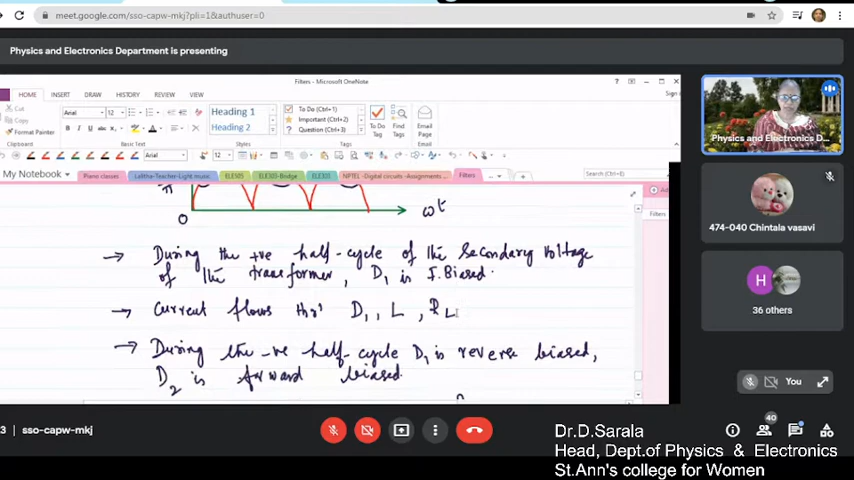 meet.google.com/sso-capw-mkj?pli=1&authuser=0
Physics and Electronics Department is presenting
Filters - Microsoft OneNote
HOME INSERT DRAW HISTORY REVIEW VIEW
Sign
Cut
Copy
Format Painter
Arial 12
Heading 1
Heading 2
To Do (Ctrl+1)
Important (Ctrl+2)
Question (Ctrl+3)
To Do Tag
Find Tags
Email Page
Clipboard
Basic Text
Styles
Tags
Email
Arial 12
My Notebook
Piano classes
Lalitha-Teacher-Light music
ELE305
ELE305-Bridge
ELE301
NPTEL -Digital circuits -Assignments
Filters
Search (Ctrl+E)
Filters
π
0
ωt
→ During the +ve half-cycle of the Secondary Voltage
of the transformer, D1 is F.Biased.
→ Current flows thro' D1, L, RL
→ During the -ve half-cycle D1 is reverse biased,
D2 is forward biased.
Physics and Electronics D...
474-040 Chintala vasavi
H
36 others
You
3 sso-capw-mkj
40
Dr.D.Sarala
Head, Dept.of Physics & Electronics
St.Ann's college for Women